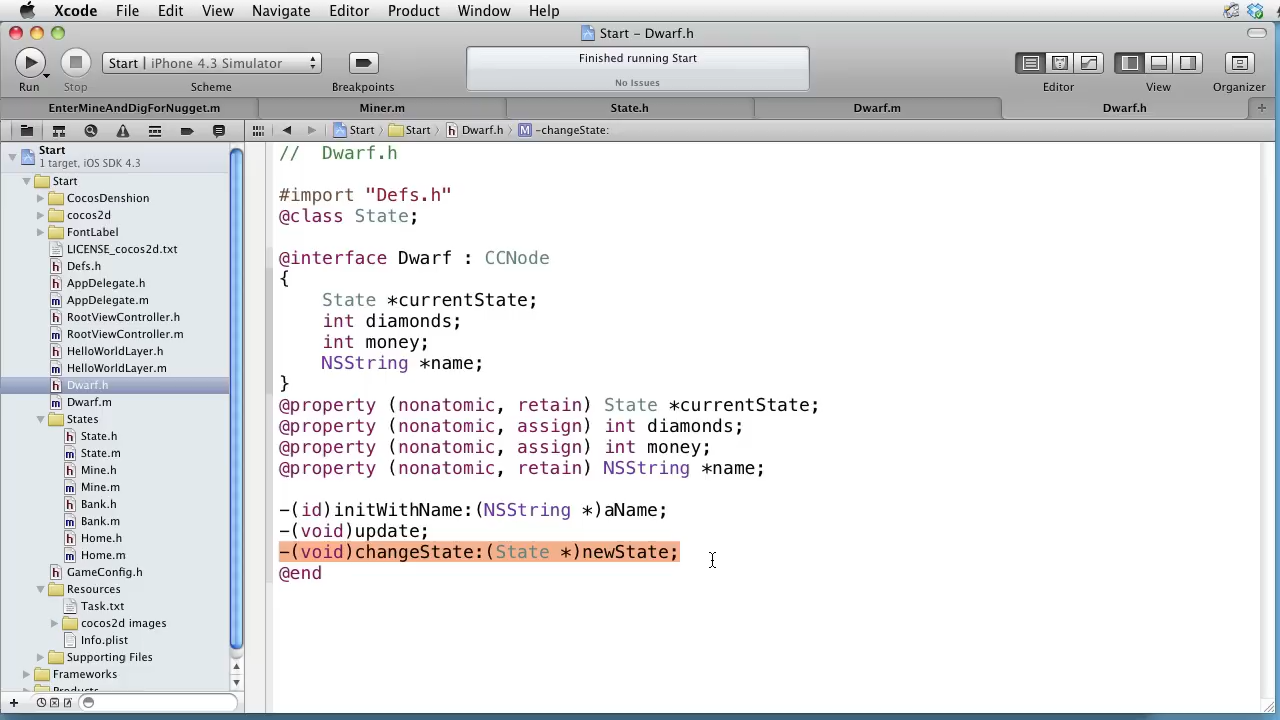 Xcode File Edit View Navigate Editor Product Window Help
Start – Dwarf.h
Start | iPhone 4.3 Simulator
Finished running Start
No Issues
Run Stop Scheme Breakpoints Editor View Organizer
EnterMineAndDigForNugget.m Miner.m State.h Dwarf.m Dwarf.h
Start Start Dwarf.h M -changeState:
Start
1 target, iOS SDK 4.3
Start
CocosDenshion
cocos2d
FontLabel
LICENSE_cocos2d.txt
h Defs.h
h AppDelegate.h
m AppDelegate.m
h RootViewController.h
m RootViewController.m
h HelloWorldLayer.h
m HelloWorldLayer.m
h Dwarf.h
m Dwarf.m
States
h State.h
m State.m
h Mine.h
m Mine.m
h Bank.h
m Bank.m
h Home.h
m Home.m
h GameConfig.h
Resources
Task.txt
cocos2d images
Info.plist
Supporting Files
Frameworks
Products
// Dwarf.h
#import "Defs.h"
@class State;
@interface Dwarf : CCNode
{
State *currentState;
int diamonds;
int money;
NSString *name;
}
@property (nonatomic, retain) State *currentState;
@property (nonatomic, assign) int diamonds;
@property (nonatomic, assign) int money;
@property (nonatomic, retain) NSString *name;
-(id)initWithName:(NSString *)aName;
-(void)update;
-(void)changeState:(State *)newState;
@end